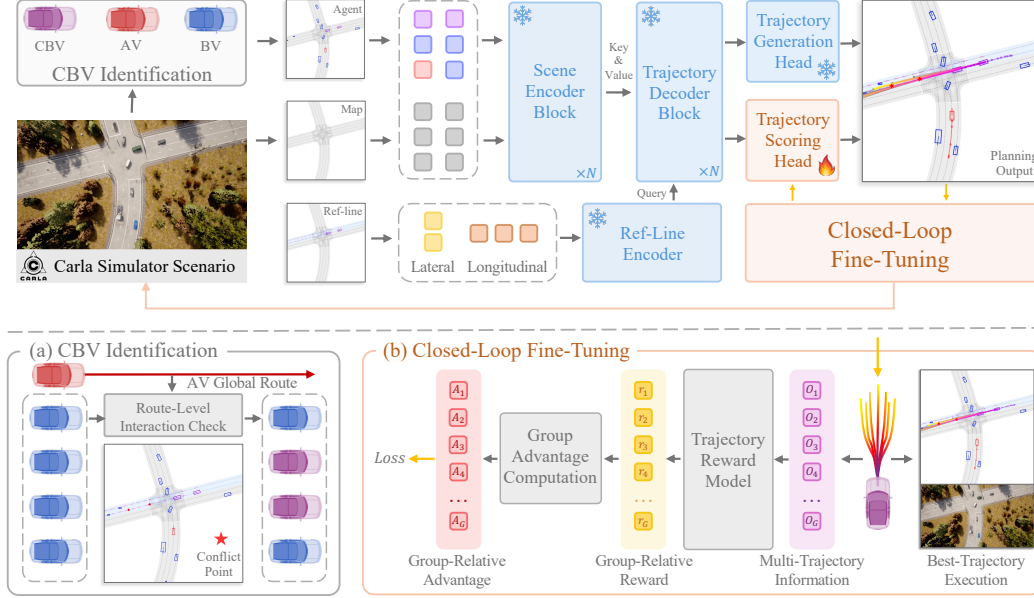 CBV
AV
BV
CBV Identification
Agent
Map
Ref-line
Carla Simulator Scenario
CARLA
Lateral
Longitudinal
Scene
Encoder
Block
×N
Key
&
Value
Trajectory
Decoder
Block
×N
Query
Ref-Line
Encoder
Trajectory
Generation
Head
Trajectory
Scoring
Head
Planning
Output
Closed-Loop
Fine-Tuning
(a) CBV Identification
AV Global Route
Route-Level
Interaction Check
Conflict
Point
(b) Closed-Loop Fine-Tuning
Loss
A1
A2
A3
A4
...
AG
Group-Relative
Advantage
Group
Advantage
Computation
r1
r2
r3
r4
...
rG
Group-Relative
Reward
Trajectory
Reward
Model
O1
O2
O3
O4
...
OG
Multi-Trajectory
Information
Best-Trajectory
Execution